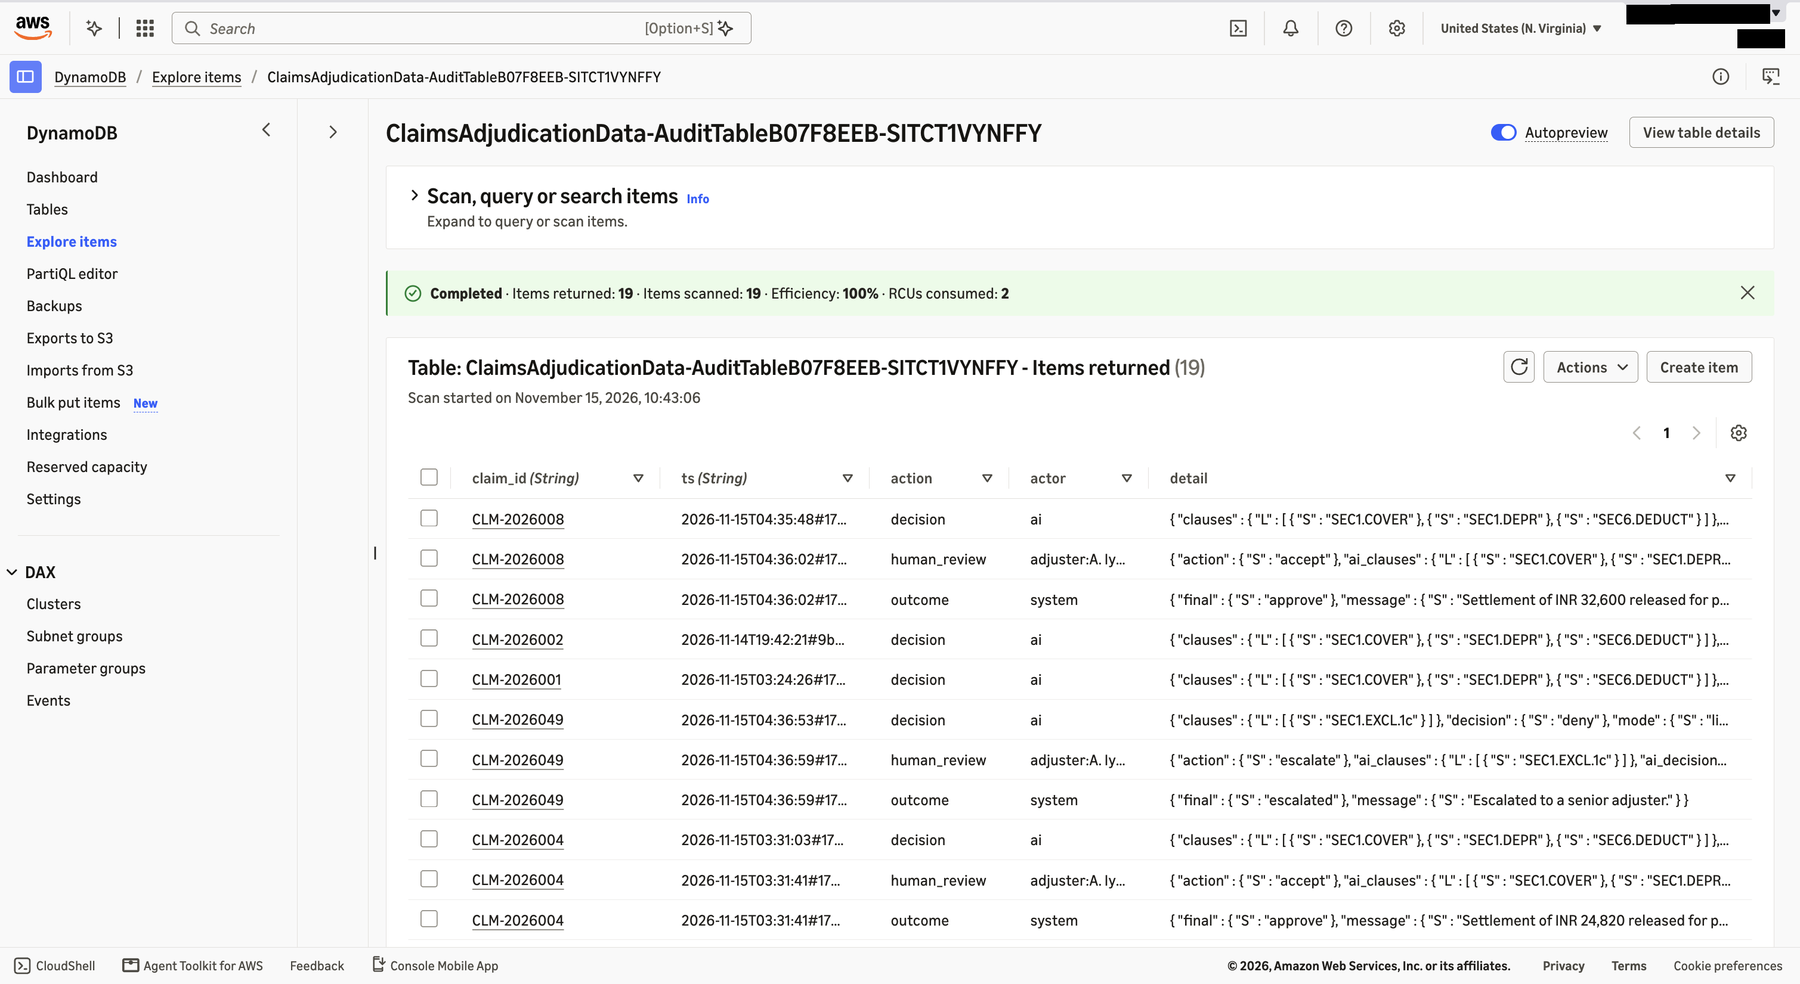 aws
Search
[Option+S]
United States (N. Virginia)
DynamoDB / Explore items / ClaimsAdjudicationData-AuditTableB07F8EEB-SITCT1VYNFFY
DynamoDB
Dashboard
Tables
Explore items
PartiQL editor
Backups
Exports to S3
Imports from S3
Bulk put items New
Integrations
Reserved capacity
Settings
DAX
Clusters
Subnet groups
Parameter groups
Events
ClaimsAdjudicationData-AuditTableB07F8EEB-SITCT1VYNFFY
Autopreview
View table details
Scan, query or search items Info
Expand to query or scan items.
Completed · Items returned: 19 · Items scanned: 19 · Efficiency: 100% · RCUs consumed: 2
Table: ClaimsAdjudicationData-AuditTableB07F8EEB-SITCT1VYNFFY - Items returned (19)
Actions
Create item
Scan started on November 15, 2026, 10:43:06
1
claim_id (String) ts (String) action actor detail
CLM-2026008 2026-11-15T04:35:48#17... decision ai { "clauses" : { "L" : [ { "S" : "SEC1.COVER" }, { "S" : "SEC1.DEPR" }, { "S" : "SEC6.DEDUCT" } ] },...
CLM-2026008 2026-11-15T04:36:02#17... human_review adjuster:A. Iy... { "action" : { "S" : "accept" }, "ai_clauses" : { "L" : [ { "S" : "SEC1.COVER" }, { "S" : "SEC1.DEPR...
CLM-2026008 2026-11-15T04:36:02#17... outcome system { "final" : { "S" : "approve" }, "message" : { "S" : "Settlement of INR 32,600 released for p...
CLM-2026002 2026-11-14T19:42:21#9b... decision ai { "clauses" : { "L" : [ { "S" : "SEC1.COVER" }, { "S" : "SEC1.DEPR" }, { "S" : "SEC6.DEDUCT" } ] },...
CLM-2026001 2026-11-15T03:24:26#17... decision ai { "clauses" : { "L" : [ { "S" : "SEC1.COVER" }, { "S" : "SEC1.DEPR" }, { "S" : "SEC6.DEDUCT" } ] },...
CLM-2026049 2026-11-15T04:36:53#17... decision ai { "clauses" : { "L" : [ { "S" : "SEC1.EXCL.1c" } ] }, "decision" : { "S" : "deny" }, "mode" : { "S" : "li...
CLM-2026049 2026-11-15T04:36:59#17... human_review adjuster:A. Iy... { "action" : { "S" : "escalate" }, "ai_clauses" : { "L" : [ { "S" : "SEC1.EXCL.1c" } ] }, "ai_decision...
CLM-2026049 2026-11-15T04:36:59#17... outcome system { "final" : { "S" : "escalated" }, "message" : { "S" : "Escalated to a senior adjuster." } }
CLM-2026004 2026-11-15T03:31:03#17... decision ai { "clauses" : { "L" : [ { "S" : "SEC1.COVER" }, { "S" : "SEC1.DEPR" }, { "S" : "SEC6.DEDUCT" } ] },...
CLM-2026004 2026-11-15T03:31:41#17... human_review adjuster:A. Iy... { "action" : { "S" : "accept" }, "ai_clauses" : { "L" : [ { "S" : "SEC1.COVER" }, { "S" : "SEC1.DEPR...
CLM-2026004 2026-11-15T03:31:41#17... outcome system { "final" : { "S" : "approve" }, "message" : { "S" : "Settlement of INR 24,820 released for p...
CloudShell Agent Toolkit for AWS Feedback Console Mobile App © 2026, Amazon Web Services, Inc. or its affiliates. Privacy Terms Cookie preferences